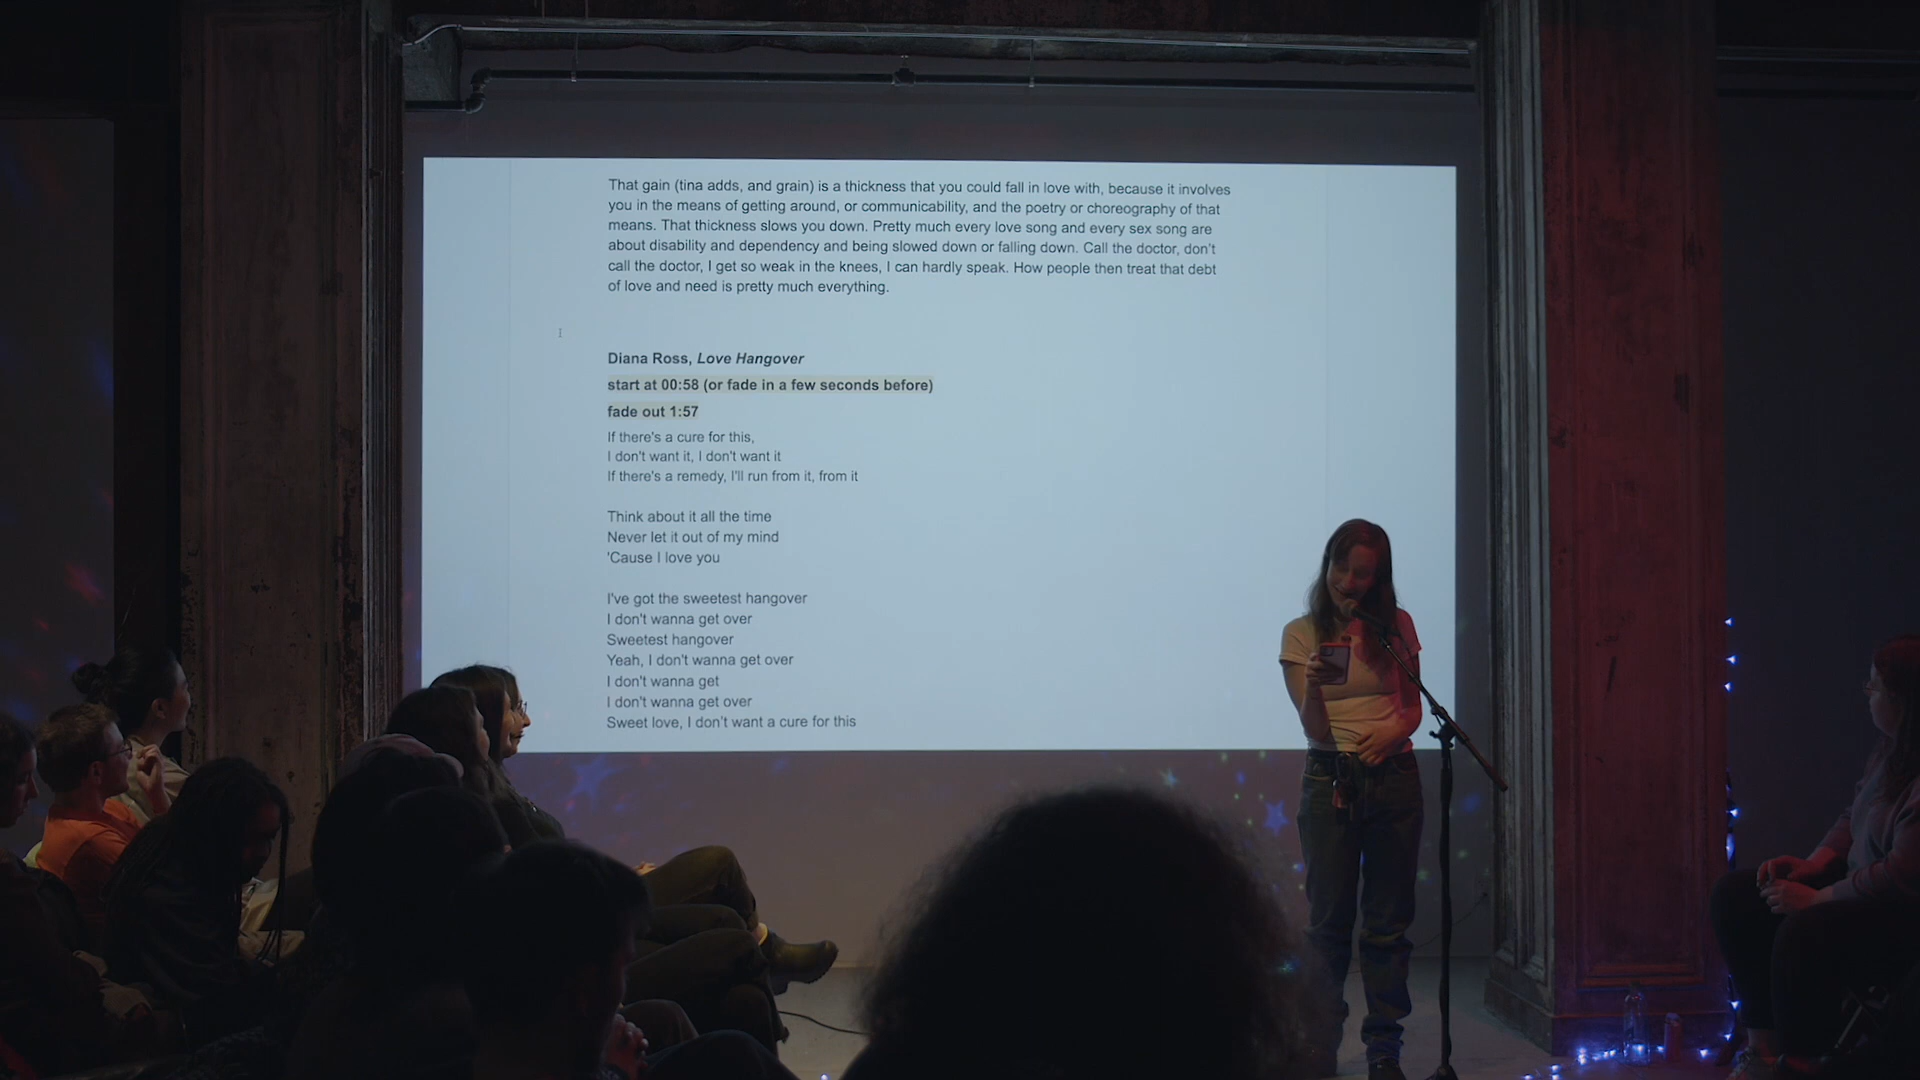 That gain (tina adds, and grain) is a thickness that you could fall in love with, because it involves
you in the means of getting around, or communicability, and the poetry or choreography of that
means. That thickness slows you down. Pretty much every love song and every sex song are
about disability and dependency and being slowed down or falling down. Call the doctor, don't
call the doctor, I get so weak in the knees, I can hardly speak. How people then treat that debt
of love and need is pretty much everything.
Diana Ross, Love Hangover
start at 00:58 (or fade in a few seconds before)
fade out 1:57
If there's a cure for this,
I don't want it, I don't want it
If there's a remedy, I'll run from it, from it
Think about it all the time
Never let it out of my mind
'Cause I love you
I've got the sweetest hangover
I don't wanna get over
Sweetest hangover
Yeah, I don't wanna get over
I don't wanna get
I don't wanna get over
Sweet love, I don't want a cure for this